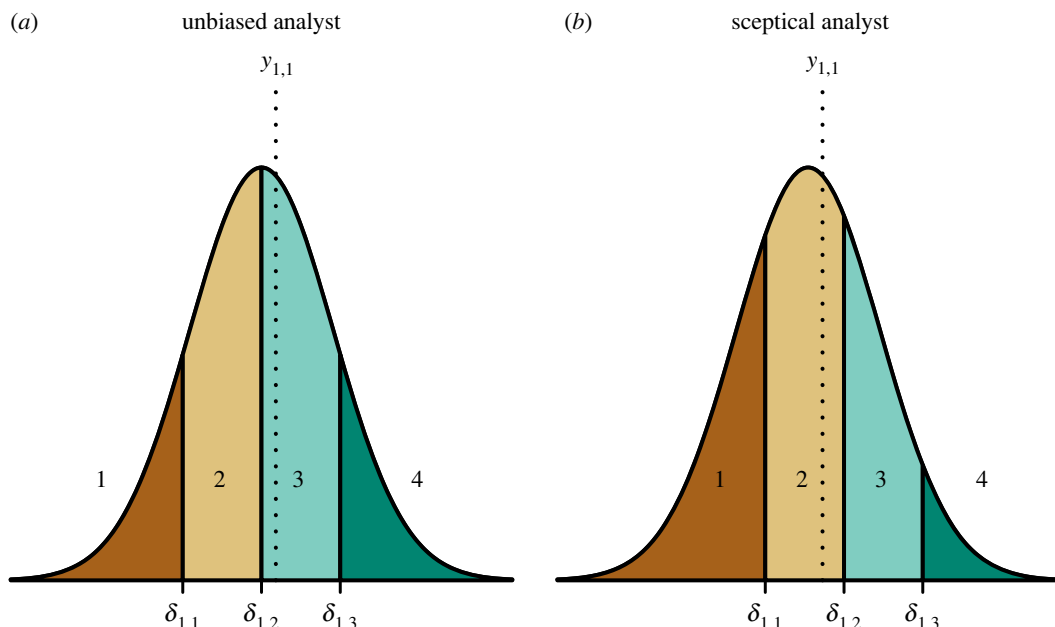 (a) unbiased analyst
y1,1
1 2 3 4
δ1,1 δ1,2 δ1,3
(b) sceptical analyst
y1,1
1 2 3 4
δ1,1 δ1,2 δ1,3